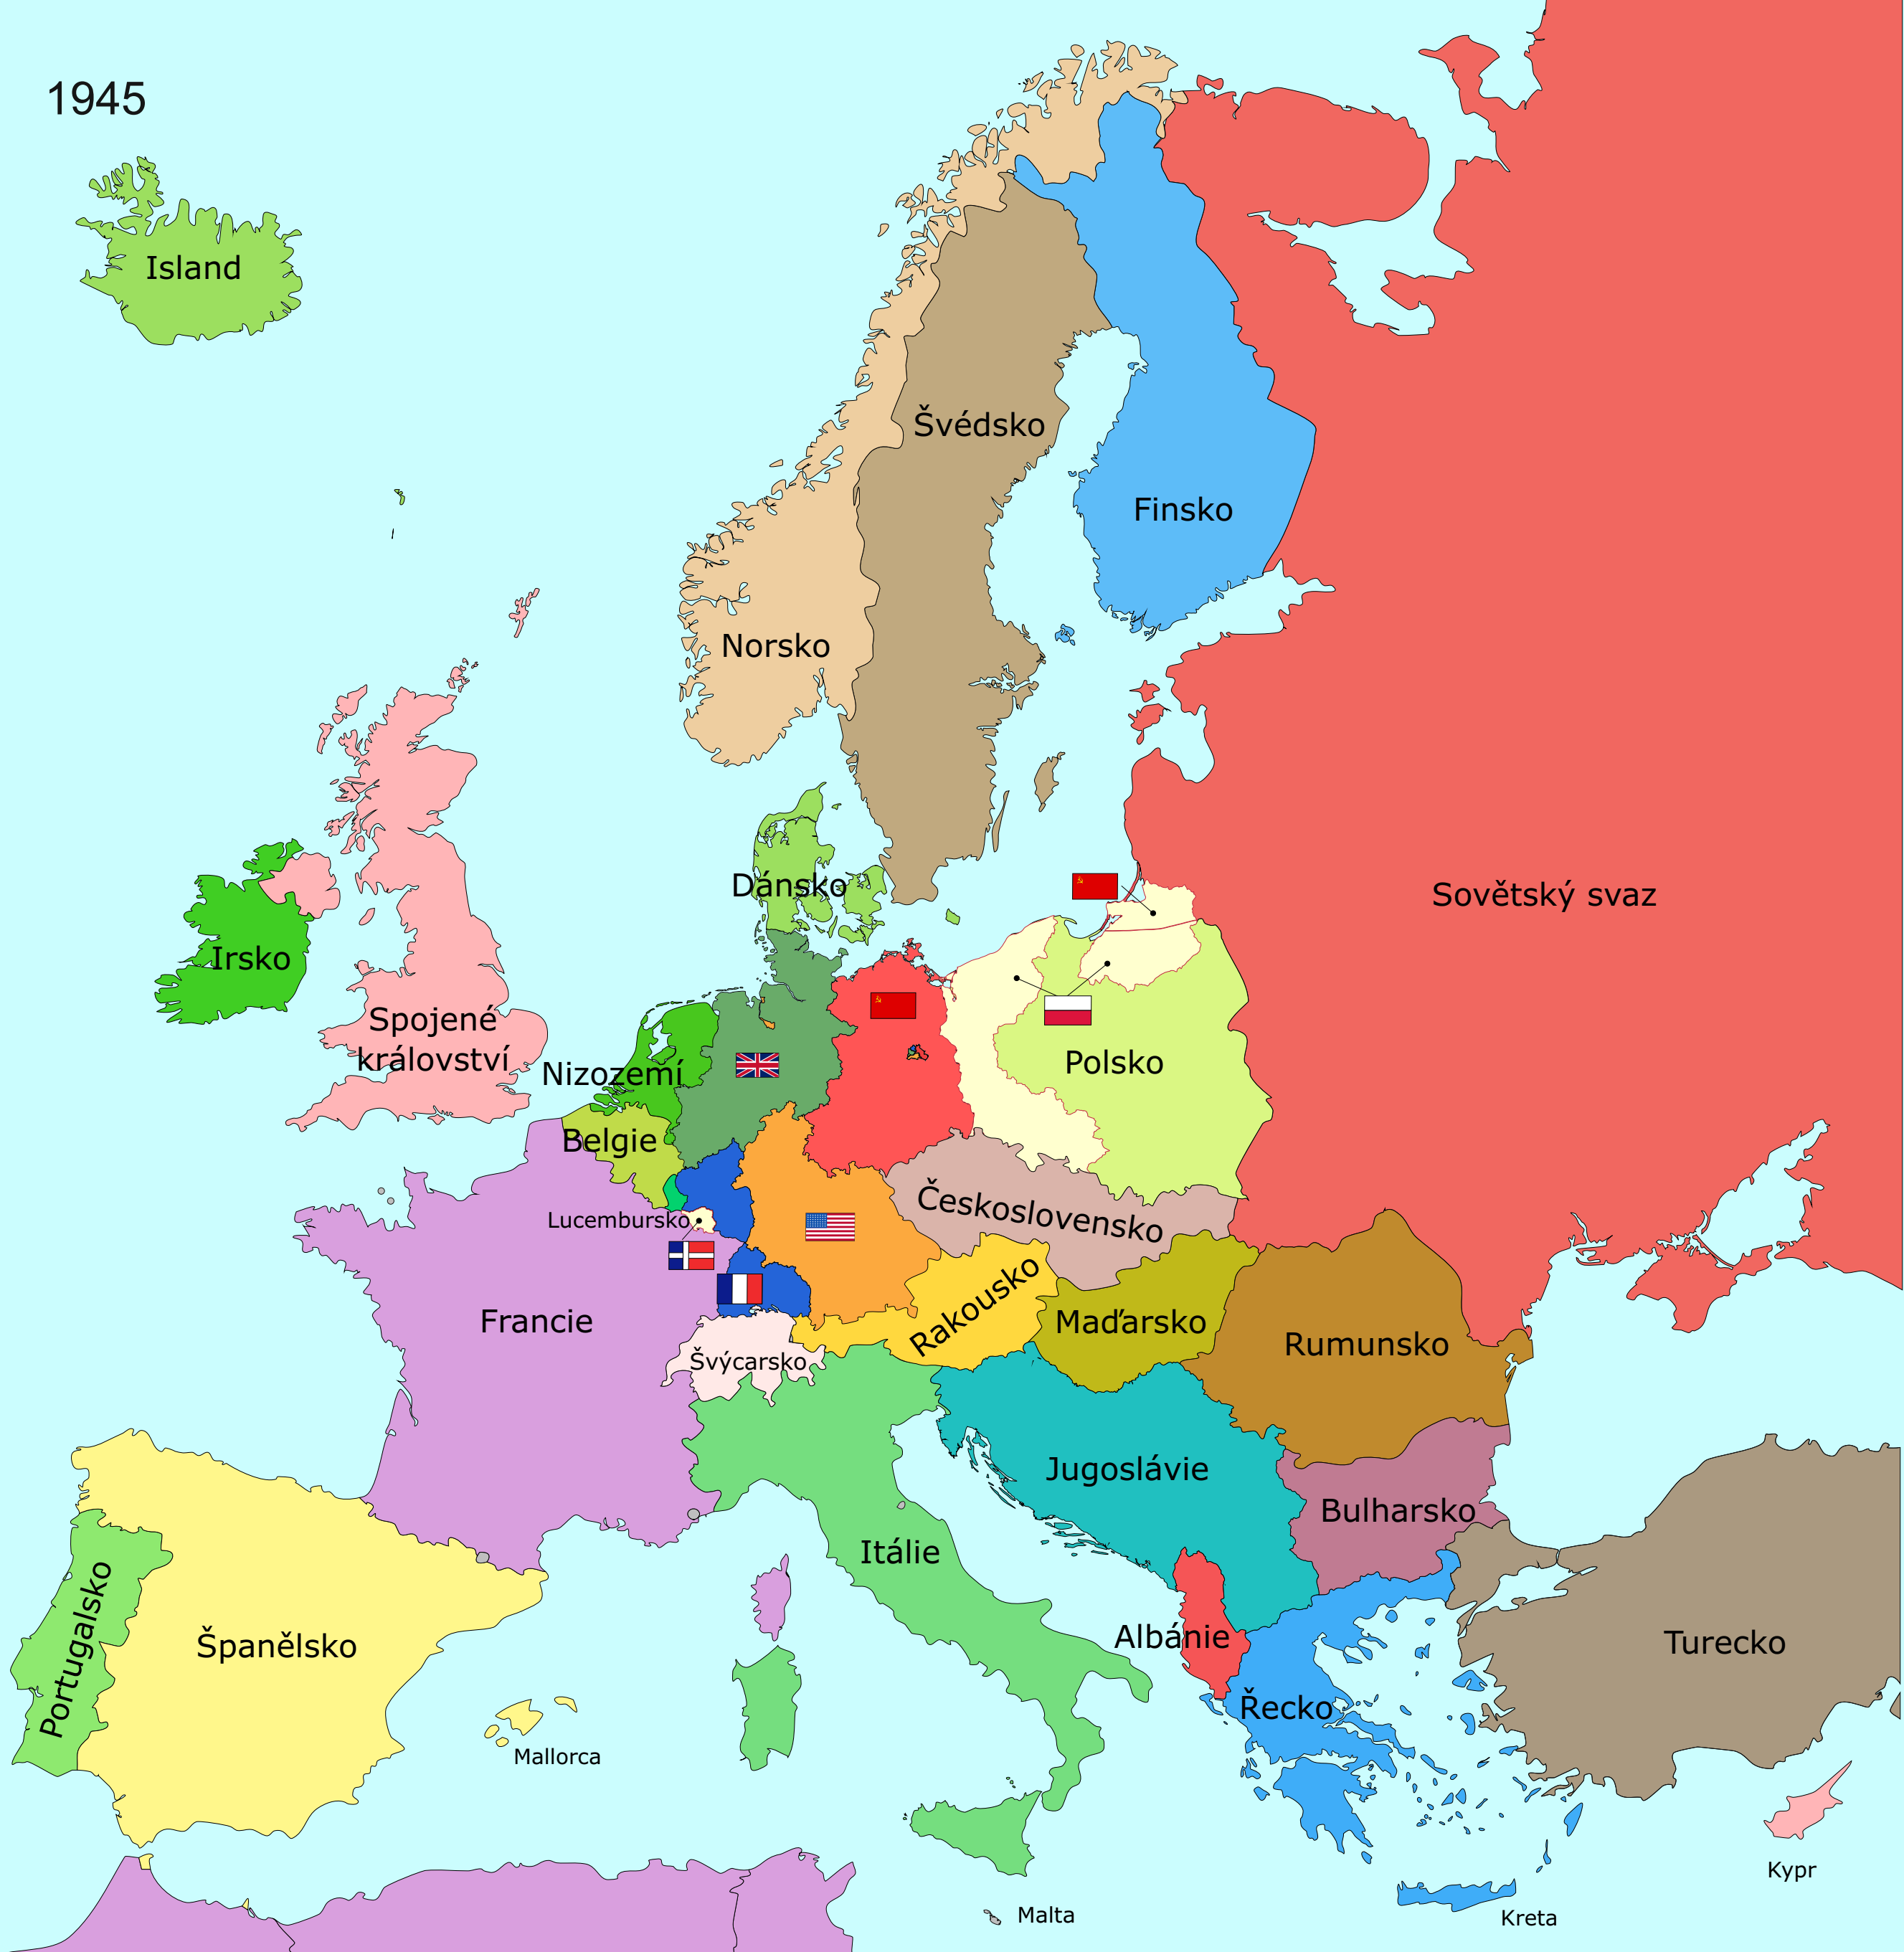 1945
Island
Švédsko
Finsko
Norsko
Dánsko
Sovětský svaz
Irsko
Spojené
království
Nizozemí
Polsko
Belgie
Československo
Lucembursko
Rakousko
Francie
Maďarsko
Rumunsko
Švýcarsko
Jugoslávie
Bulharsko
Itálie
Portugalsko
Španělsko
Albánie
Turecko
Řecko
Mallorca
Kypr
Malta
Kreta